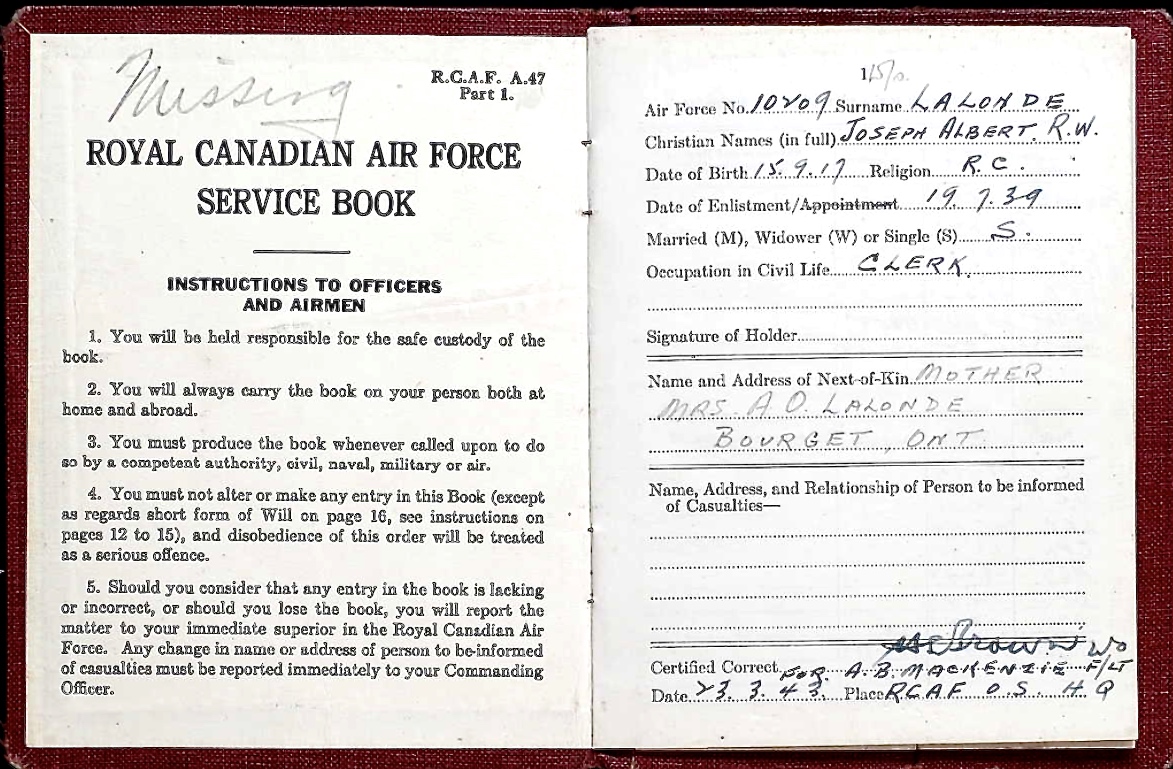 Missing
R.C.A.F. A.47
Part 1.
ROYAL CANADIAN AIR FORCE
SERVICE BOOK
INSTRUCTIONS TO OFFICERS
AND AIRMEN
1. You will be held responsible for the safe custody of the
book.
2. You will always carry the book on your person both at
home and abroad.
3. You must produce the book whenever called upon to do
so by a competent authority, civil, naval, military or air.
4. You must not alter or make any entry in this Book (except
as regards short form of Will on page 16, see instructions on
pages 12 to 15), and disobedience of this order will be treated
as a serious offence.
5. Should you consider that any entry in the book is lacking
or incorrect, or should you lose the book, you will report the
matter to your immediate superior in the Royal Canadian Air
Force. Any change in name or address of person to be informed
of casualties must be reported immediately to your Commanding
Officer.
1
Air Force No. 10209 Surname LALONDE
Christian Names (in full) JOSEPH ALBERT. R.W.
Date of Birth 15.9.17 Religion R.C.
Date of Enlistment/Appointment 19.7.39
Married (M), Widower (W) or Single (S) S.
Occupation in Civil Life CLERK.
Signature of Holder
Name and Address of Next-of-Kin MOTHER
MRS. A.O. LALONDE
BOURGET, ONT
Name, Address, and Relationship of Person to be informed
of Casualties—
Brown WO
Certified Correct FOR A.B. MACKENZIE F/LT
Date 23.3.43. Place RCAF O.S. H.Q